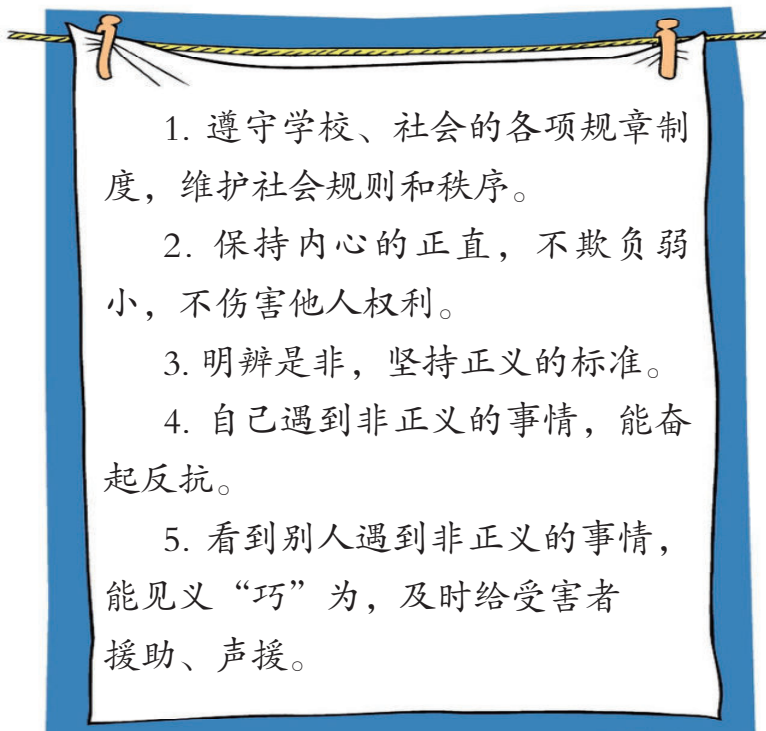 1. 遵守学校、社会的各项规章制
度，维护社会规则和秩序。
2. 保持内心的正直，不欺负弱
小，不伤害他人权利。
3. 明辨是非，坚持正义的标准。
4. 自己遇到非正义的事情，能奋
起反抗。
5. 看到别人遇到非正义的事情，
能见义“巧”为，及时给受害者
援助、声援。